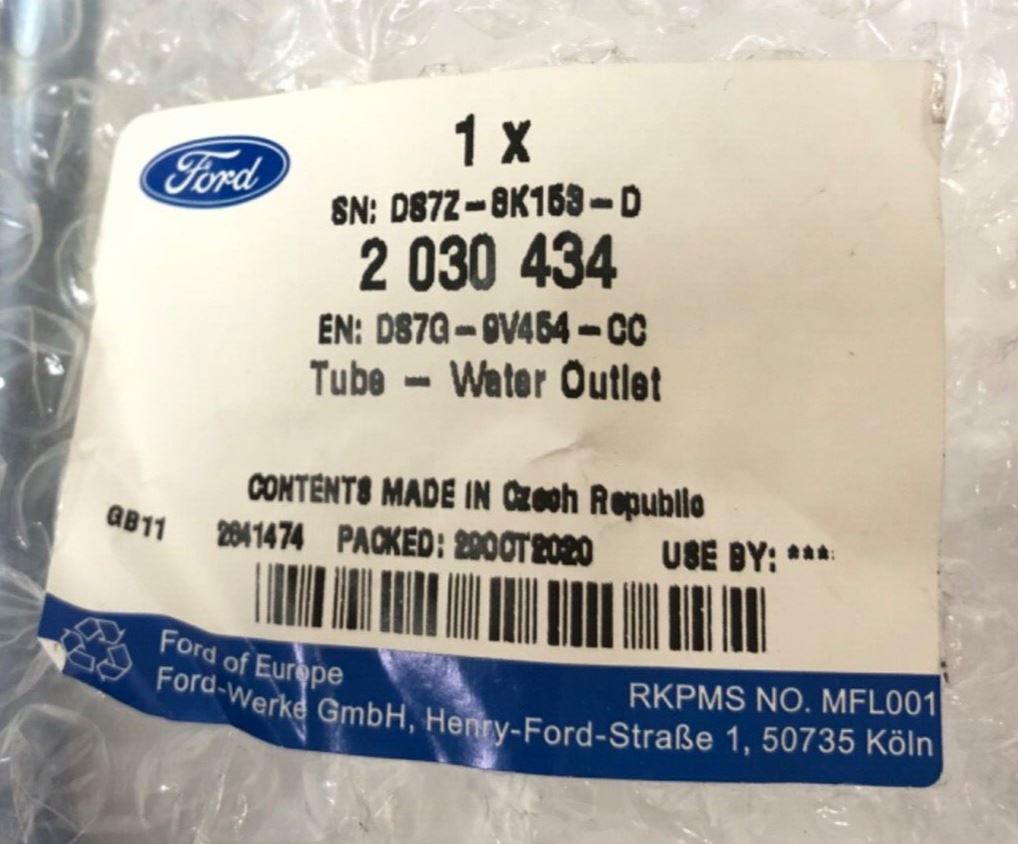 Ford
1 x
SN: DS7Z-8K153-D
2 030 434
EN: DS7G-9V454-CC
Tube - Water Outlet
CONTENTS MADE IN Czech Republic
GB11 2641474 PACKED: 29OCT2020 USE BY: ***
Ford of Europe
RKPMS NO. MFL001
Ford-Werke GmbH, Henry-Ford-Straße 1, 50735 Köln